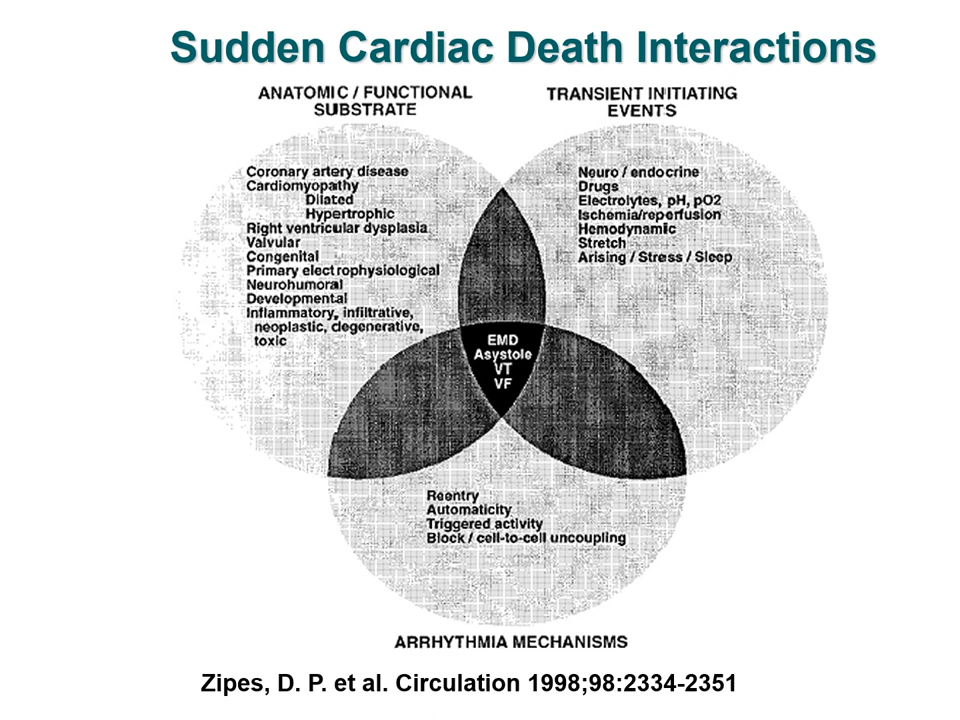 Sudden Cardiac Death Interactions
ANATOMIC / FUNCTIONAL
SUBSTRATE
TRANSIENT INITIATING
EVENTS
Coronary artery disease
Cardiomyopathy
Dilated
Hypertrophic
Right ventricular dysplasia
Valvular
Congenital
Primary electrophysiological
Neurohumoral
Developmental
Inflammatory, infiltrative,
neoplastic, degenerative,
toxic
Neuro / endocrine
Drugs
Electrolytes, pH, pO2
Ischemia/reperfusion
Hemodynamic
Stretch
Arising / Stress / Sleep
EMD
Asystole
VT
VF
Reentry
Automaticity
Triggered activity
Block / cell-to-cell uncoupling
ARRHYTHMIA MECHANISMS
Zipes, D. P. et al. Circulation 1998;98:2334-2351